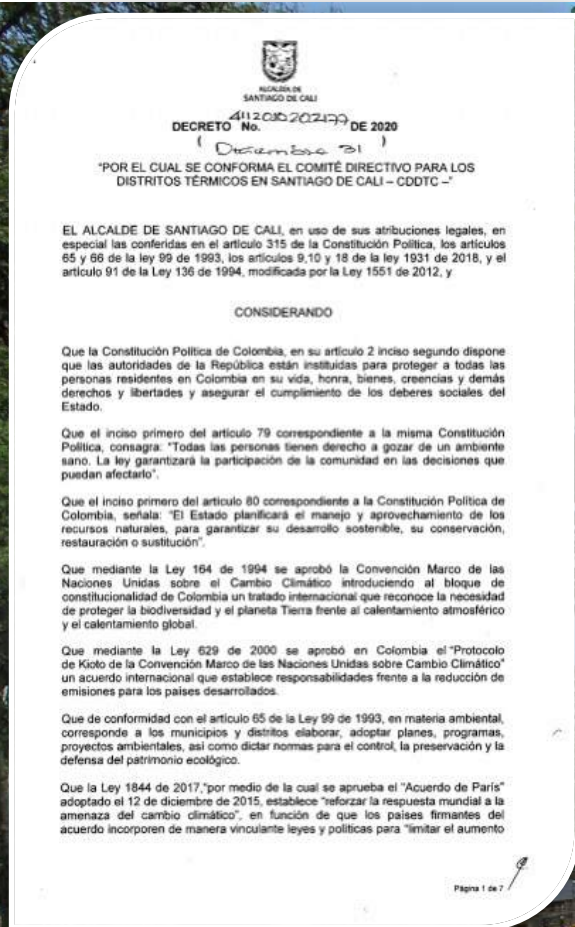 ALCALDÍA DE
SANTIAGO DE CALI
DECRETO No. 4112010202177 DE 2020
( Diciembre 31 )
"POR EL CUAL SE CONFORMA EL COMITÉ DIRECTIVO PARA LOS
DISTRITOS TÉRMICOS EN SANTIAGO DE CALI – CDDTC –"
EL ALCALDE DE SANTIAGO DE CALI, en uso de sus atribuciones legales, en
especial las conferidas en el artículo 315 de la Constitución Política, los artículos
65 y 66 de la ley 99 de 1993, los artículos 9,10 y 18 de la ley 1931 de 2018, y el
artículo 91 de la Ley 136 de 1994, modificada por la Ley 1551 de 2012, y
CONSIDERANDO
Que la Constitución Política de Colombia, en su artículo 2 inciso segundo dispone
que las autoridades de la República están instituidas para proteger a todas las
personas residentes en Colombia en su vida, honra, bienes, creencias y demás
derechos y libertades y asegurar el cumplimiento de los deberes sociales del
Estado.
Que el inciso primero del artículo 79 correspondiente a la misma Constitución
Política, consagra: "Todas las personas tienen derecho a gozar de un ambiente
sano. La ley garantizará la participación de la comunidad en las decisiones que
puedan afectarlo".
Que el inciso primero del artículo 80 correspondiente a la Constitución Política de
Colombia, señala: "El Estado planificará el manejo y aprovechamiento de los
recursos naturales, para garantizar su desarrollo sostenible, su conservación,
restauración o sustitución".
Que mediante la Ley 164 de 1994 se aprobó la Convención Marco de las
Naciones Unidas sobre el Cambio Climático introduciendo al bloque de
constitucionalidad de Colombia un tratado internacional que reconoce la necesidad
de proteger la biodiversidad y el planeta Tierra frente al calentamiento atmosférico
y el calentamiento global.
Que mediante la Ley 629 de 2000 se aprobó en Colombia el "Protocolo
de Kioto de la Convención Marco de las Naciones Unidas sobre Cambio Climático"
un acuerdo internacional que establece responsabilidades frente a la reducción de
emisiones para los países desarrollados.
Que de conformidad con el artículo 65 de la Ley 99 de 1993, en materia ambiental,
corresponde a los municipios y distritos elaborar, adoptar planes, programas,
proyectos ambientales, así como dictar normas para el control, la preservación y la
defensa del patrimonio ecológico.
Que la Ley 1844 de 2017,"por medio de la cual se aprueba el "Acuerdo de París"
adoptado el 12 de diciembre de 2015, establece "reforzar la respuesta mundial a la
amenaza del cambio climático", en función de que los países firmantes del
acuerdo incorporen de manera vinculante leyes y políticas para "limitar el aumento
Página 1 de 7